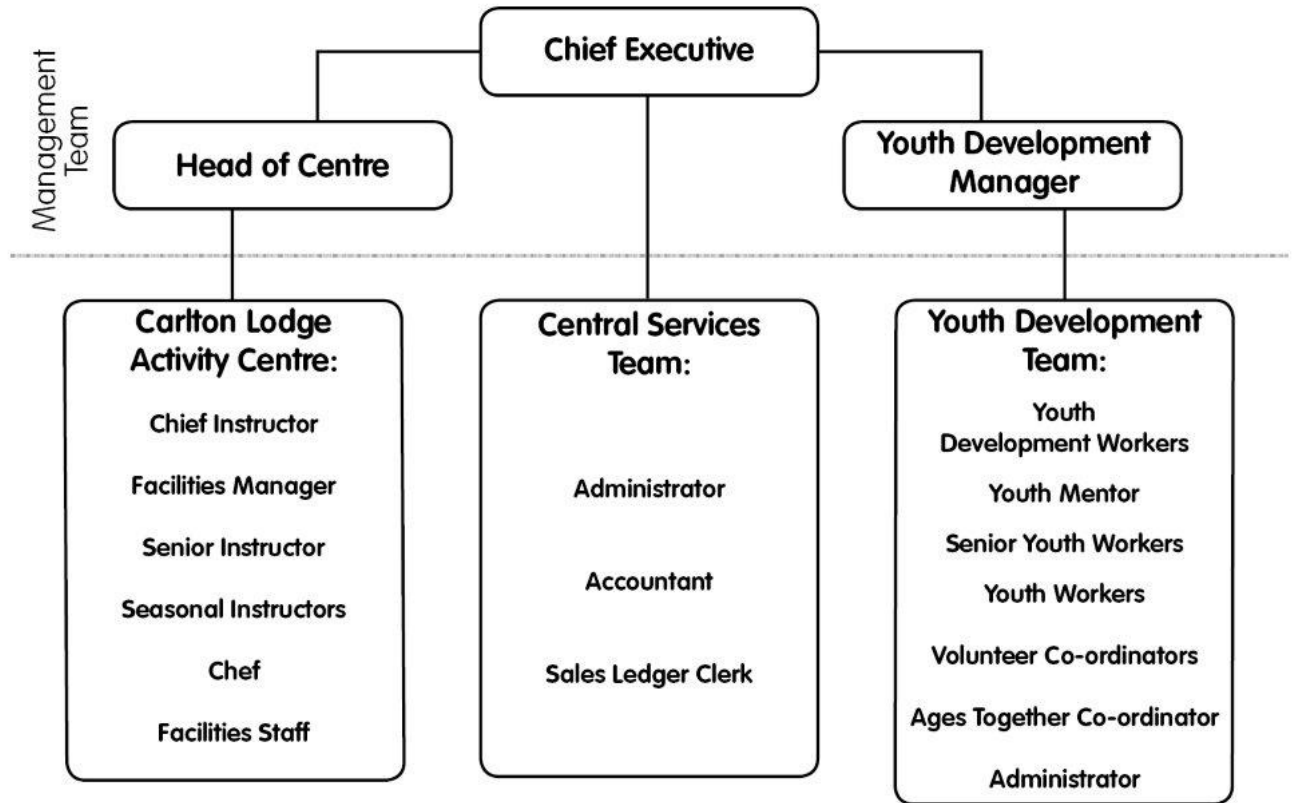 Chief Executive
Management
Team
Head of Centre
Youth Development
Manager
Carlton Lodge
Activity Centre:
Chief Instructor
Facilities Manager
Senior Instructor
Seasonal Instructors
Chef
Facilities Staff
Central Services
Team:
Administrator
Accountant
Sales Ledger Clerk
Youth Development
Team:
Youth
Development Workers
Youth Mentor
Senior Youth Workers
Youth Workers
Volunteer Co-ordinators
Ages Together Co-ordinator
Administrator